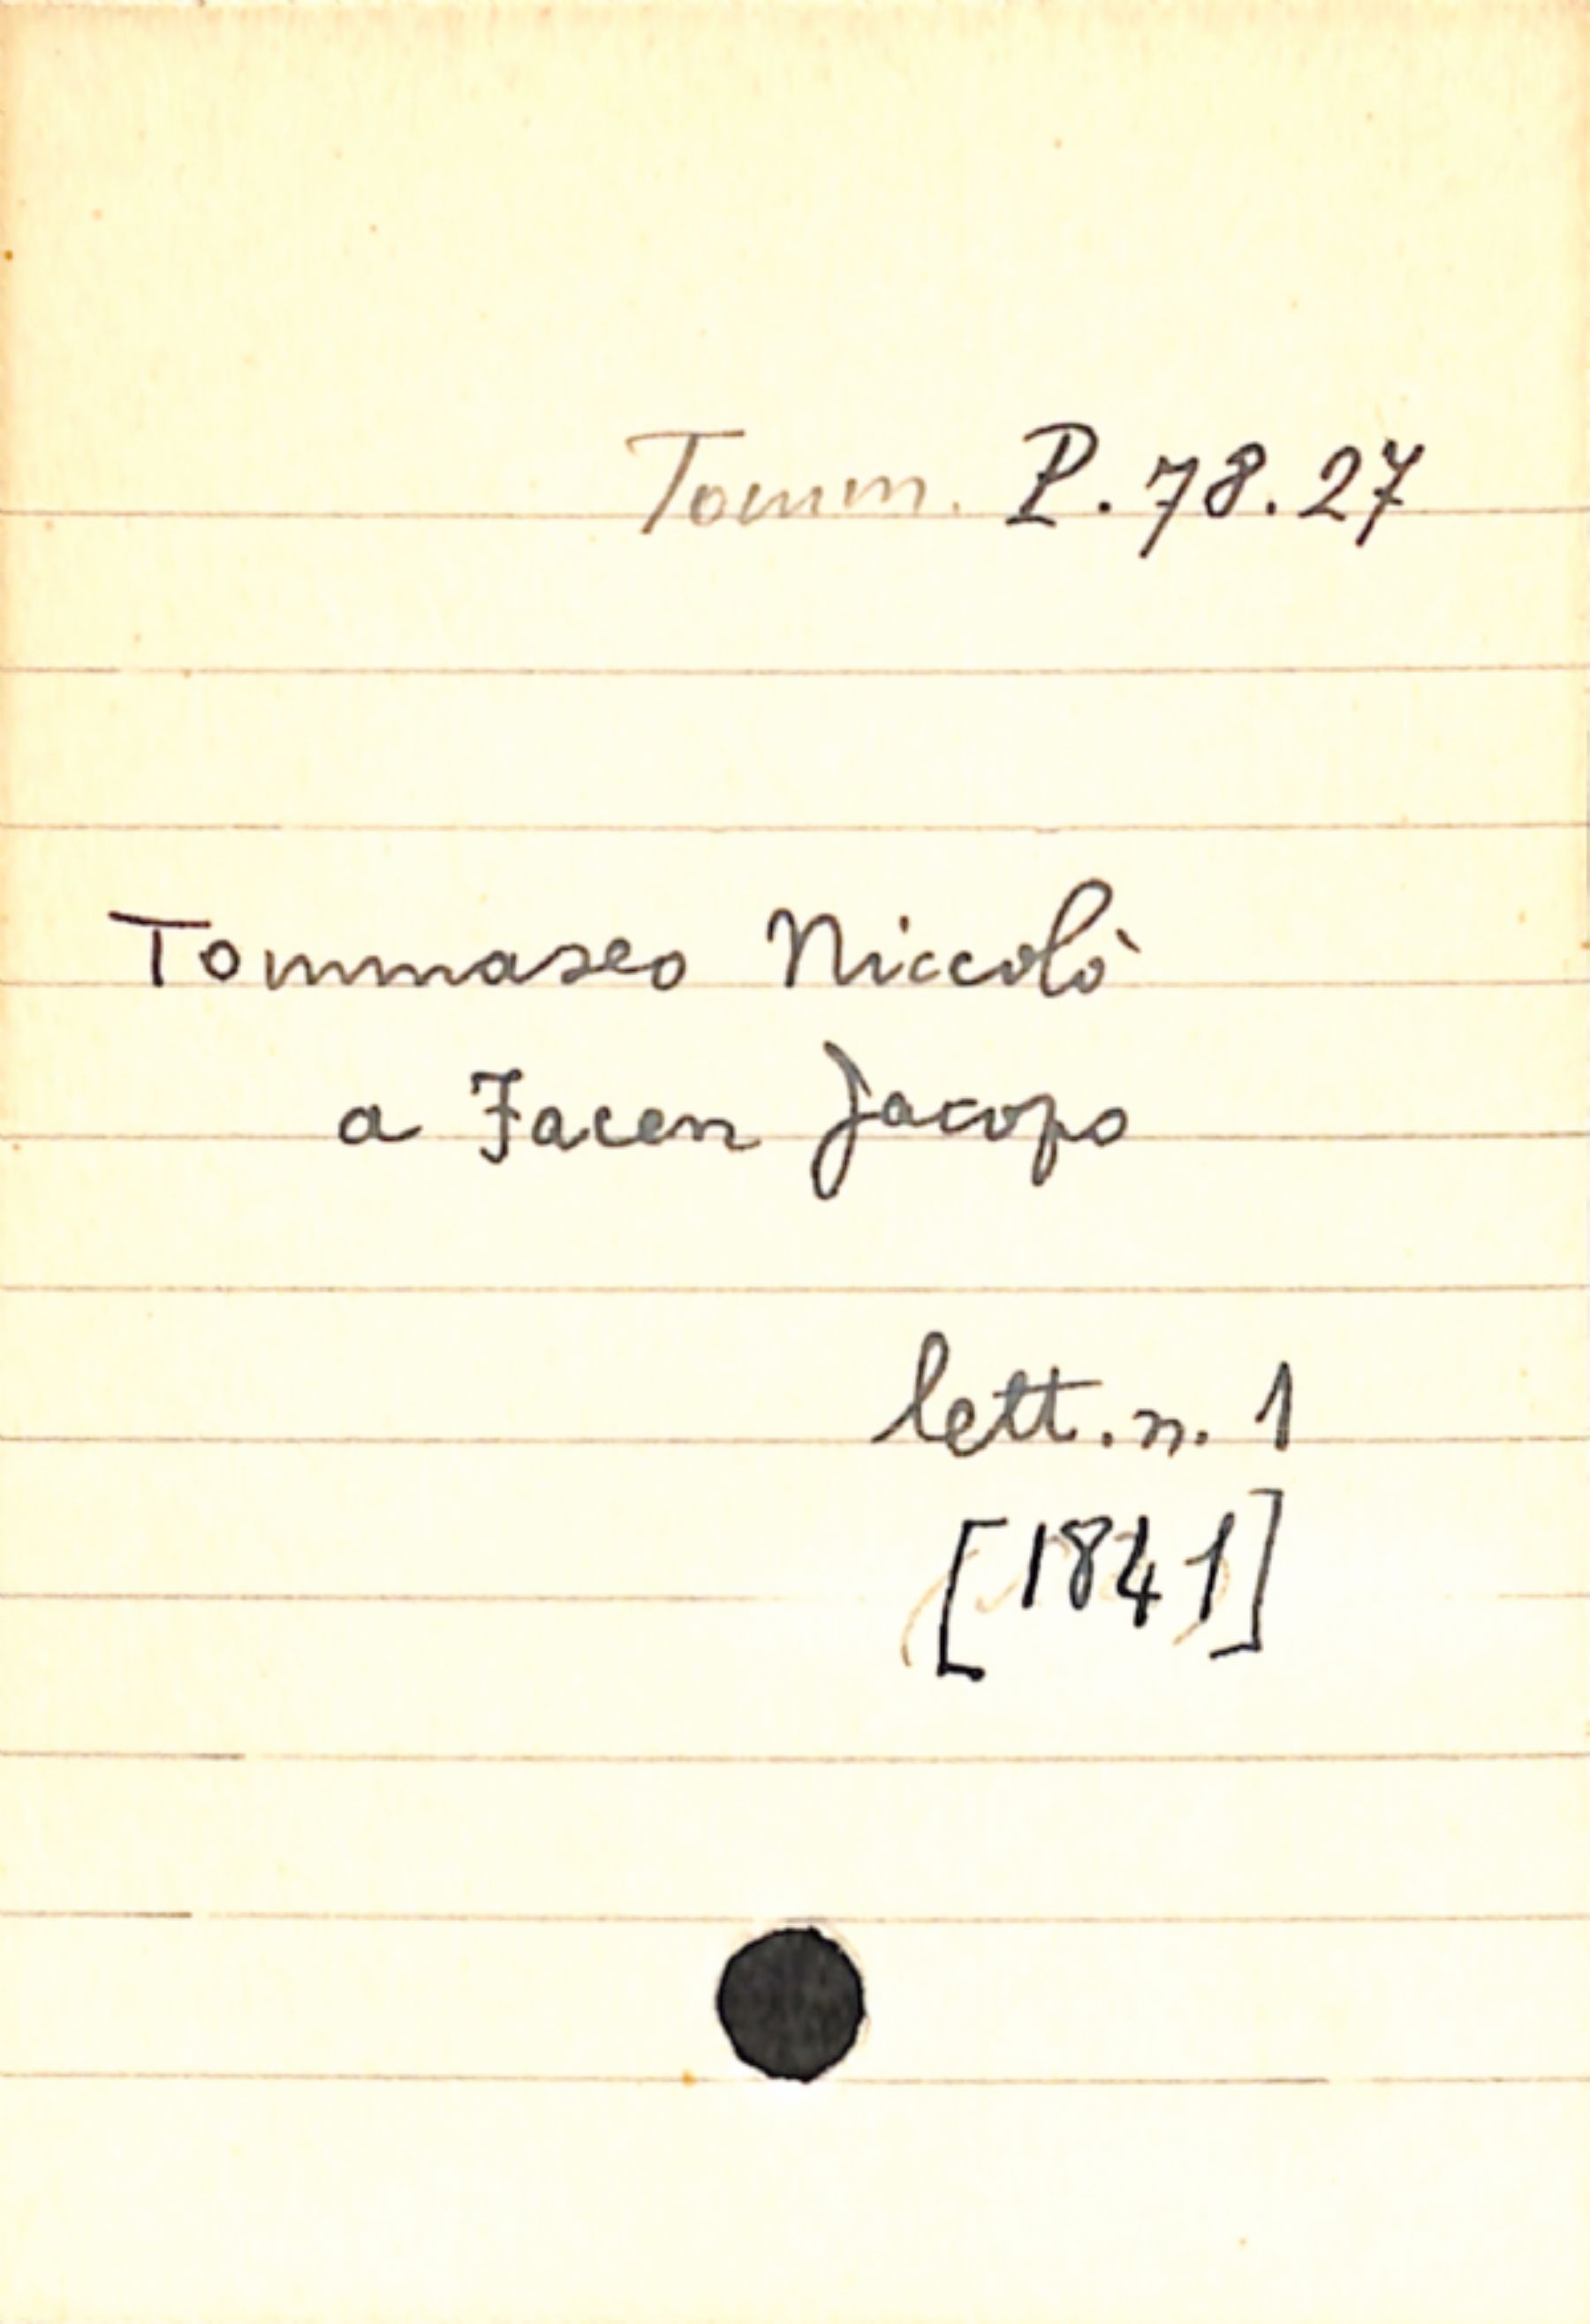 Tomm. P.78.27
Tommaseo Niccolò
a Facen Jacopo
lett. n. 1
[1841]